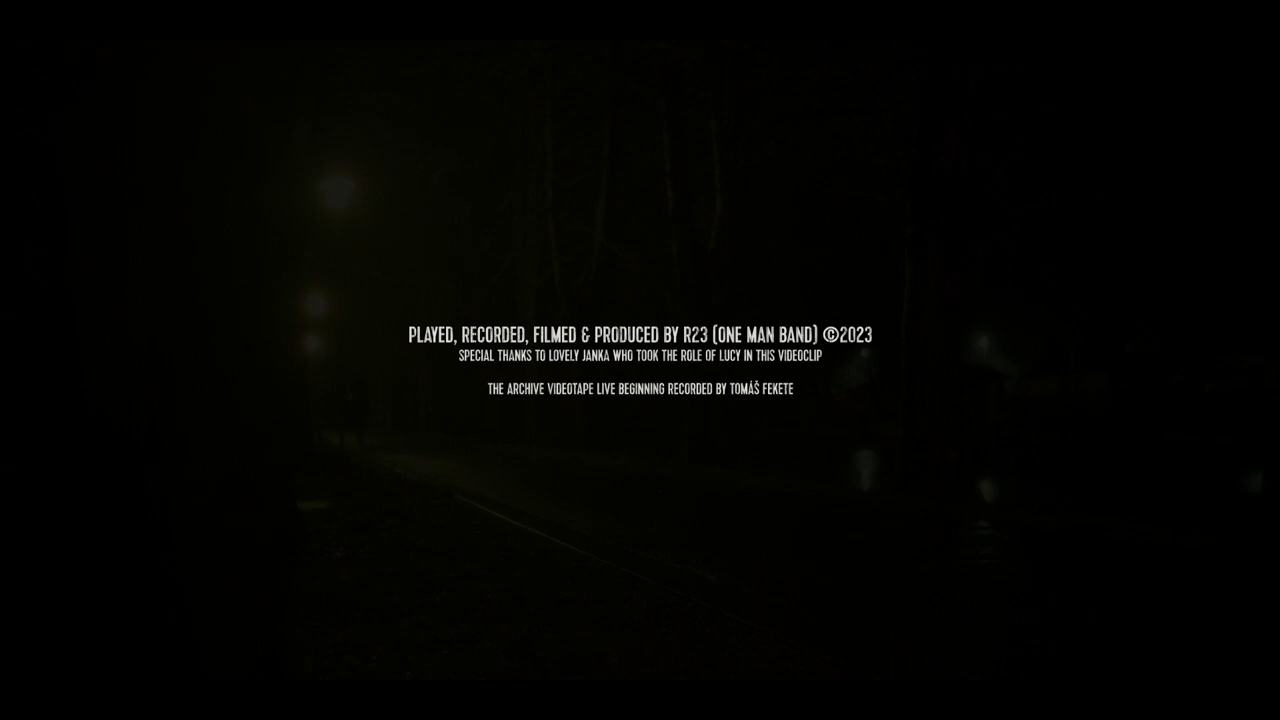 PLAYED, RECORDED, FILMED & PRODUCED BY R23 (ONE MAN BAND) ©2023
SPECIAL THANKS TO LOVELY JANKA WHO TOOK THE ROLE OF LUCY IN THIS VIDEOCLIP
THE ARCHIVE VIDEOTAPE LIVE BEGINNING RECORDED BY TOMÁŠ FEKETE